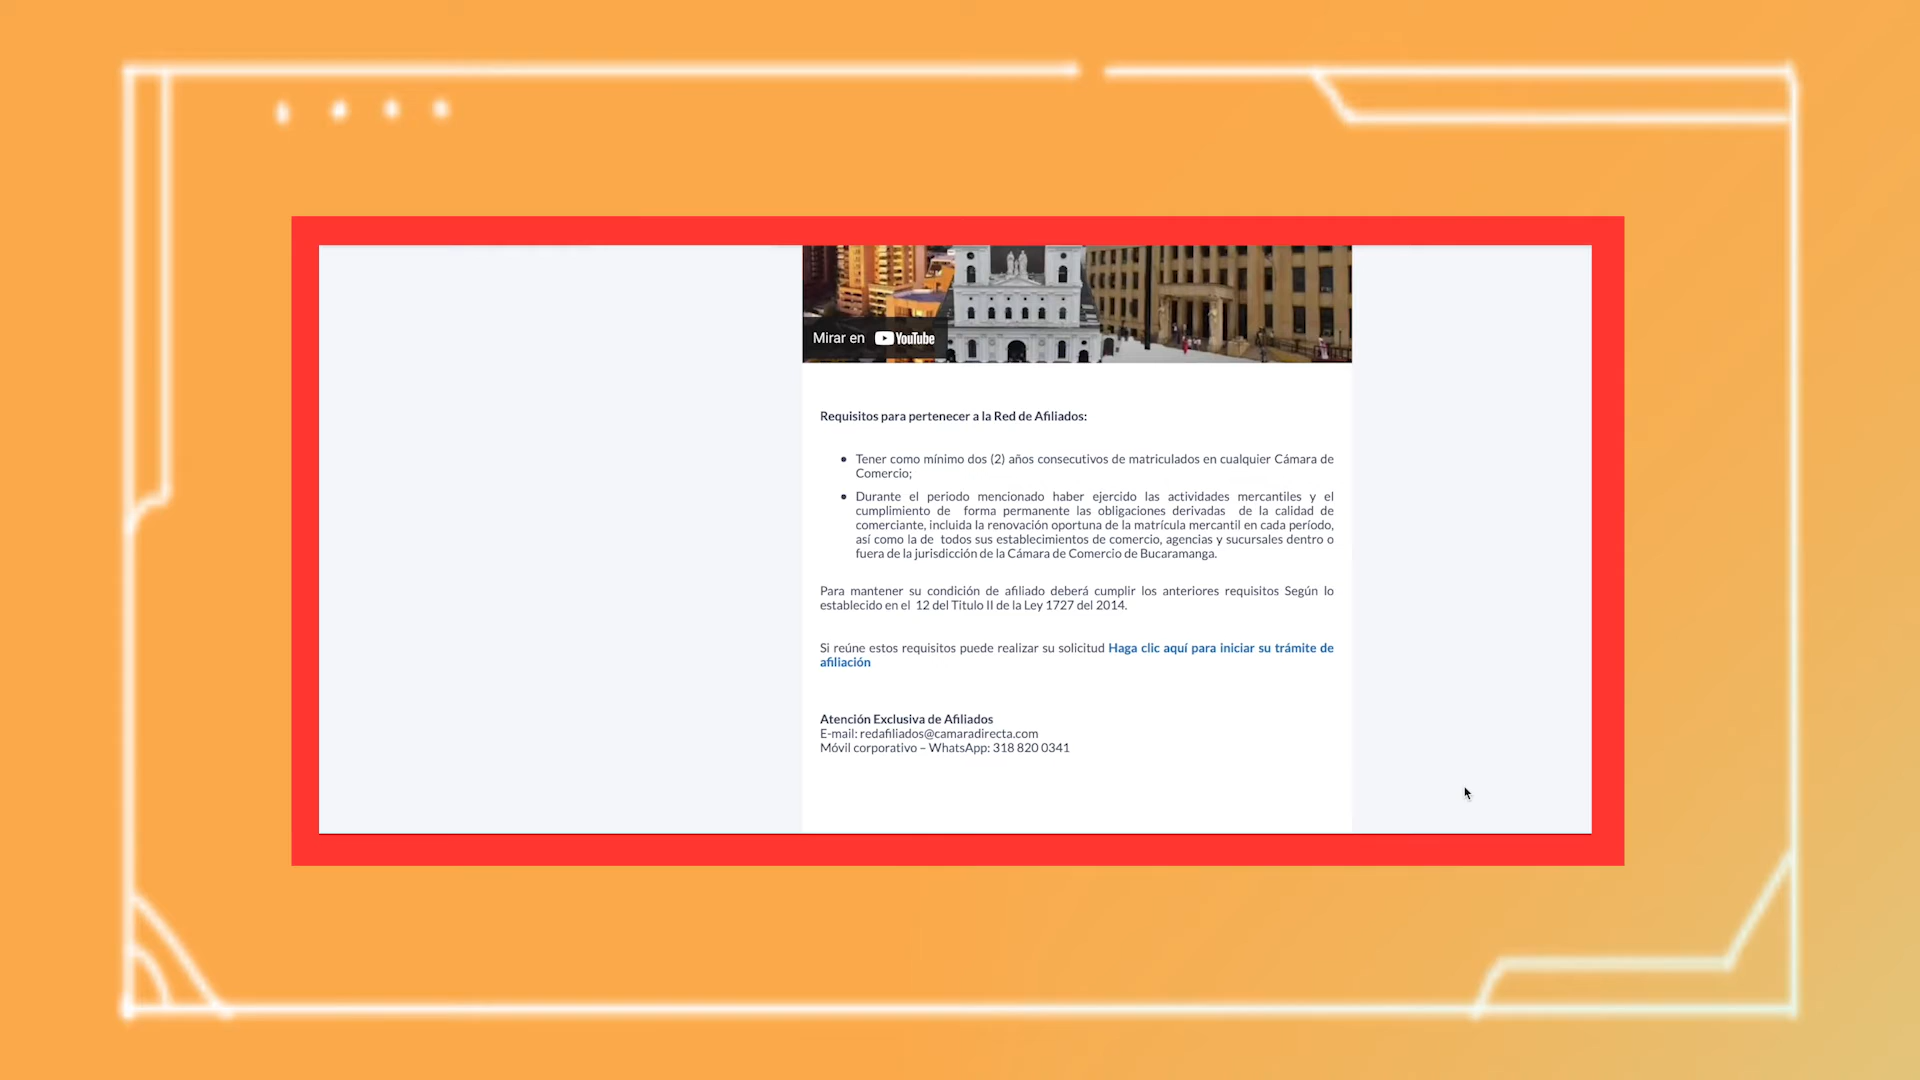 Mirar en YouTube
Requisitos para pertenecer a la Red de Afiliados:
Tener como mínimo dos (2) años consecutivos de matriculados en cualquier Cámara de
Comercio;
Durante el periodo mencionado haber ejercido las actividades mercantiles y el
cumplimiento de forma permanente las obligaciones derivadas de la calidad de
comerciante, incluida la renovación oportuna de la matrícula mercantil en cada período,
así como la de todos sus establecimientos de comercio, agencias y sucursales dentro o
fuera de la jurisdicción de la Cámara de Comercio de Bucaramanga.
Para mantener su condición de afiliado deberá cumplir los anteriores requisitos Según lo
establecido en el 12 del Titulo II de la Ley 1727 del 2014.
Si reúne estos requisitos puede realizar su solicitud Haga clic aquí para iniciar su trámite de
afiliación
Atención Exclusiva de Afiliados
E-mail: redafiliados@camaradirecta.com
Móvil corporativo – WhatsApp: 318 820 0341